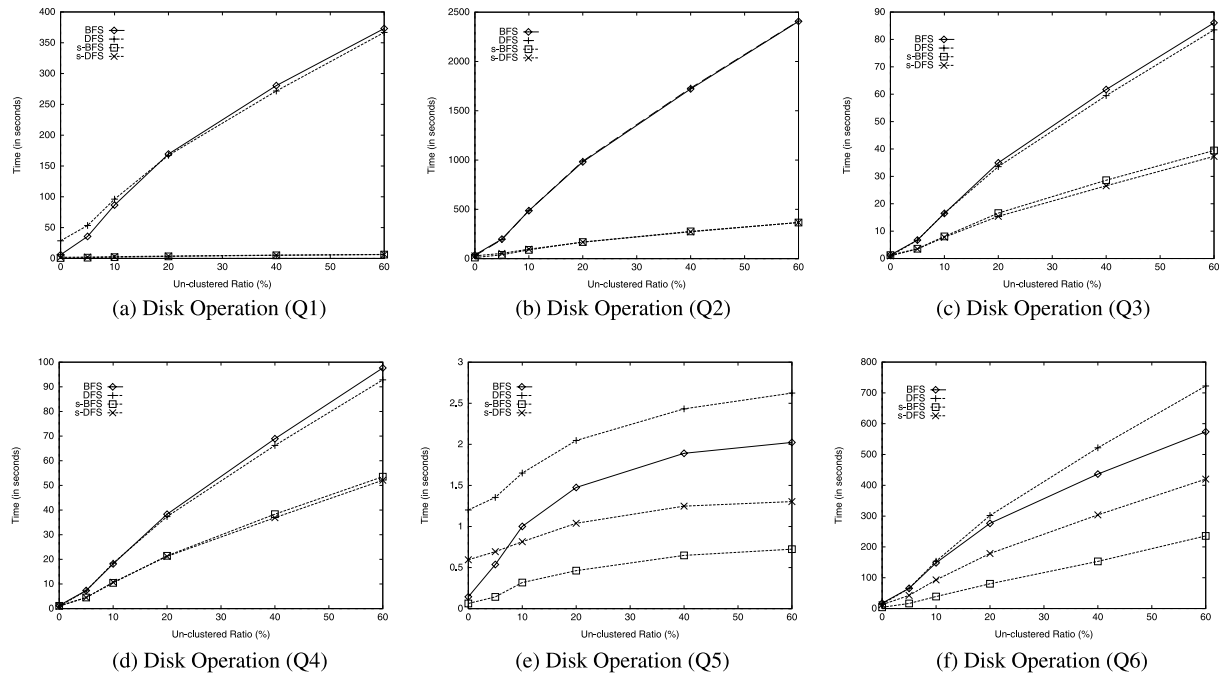 400
350
300
250
200
150
100
50
0
Time (in seconds)
BFS
DFS
s-BFS
s-DFS
0 10 20 30 40 50 60
Un-clustered Ratio (%)
(a) Disk Operation (Q1)
2500
2000
1500
1000
500
0
Time (in seconds)
BFS
DFS
s-BFS
s-DFS
0 10 20 30 40 50 60
Un-clustered Ratio (%)
(b) Disk Operation (Q2)
90
80
70
60
50
40
30
20
10
0
Time (in seconds)
BFS
DFS
s-BFS
s-DFS
0 10 20 30 40 50 60
Un-clustered Ratio (%)
(c) Disk Operation (Q3)
100
90
80
70
60
50
40
30
20
10
0
Time (in seconds)
BFS
DFS
s-BFS
s-DFS
0 10 20 30 40 50 60
Un-clustered Ratio (%)
(d) Disk Operation (Q4)
3
2.5
2
1.5
1
0.5
0
Time (in seconds)
BFS
DFS
s-BFS
s-DFS
0 10 20 30 40 50 60
Un-clustered Ratio (%)
(e) Disk Operation (Q5)
800
700
600
500
400
300
200
100
0
Time (in seconds)
BFS
DFS
s-BFS
s-DFS
0 10 20 30 40 50 60
Un-clustered Ratio (%)
(f) Disk Operation (Q6)